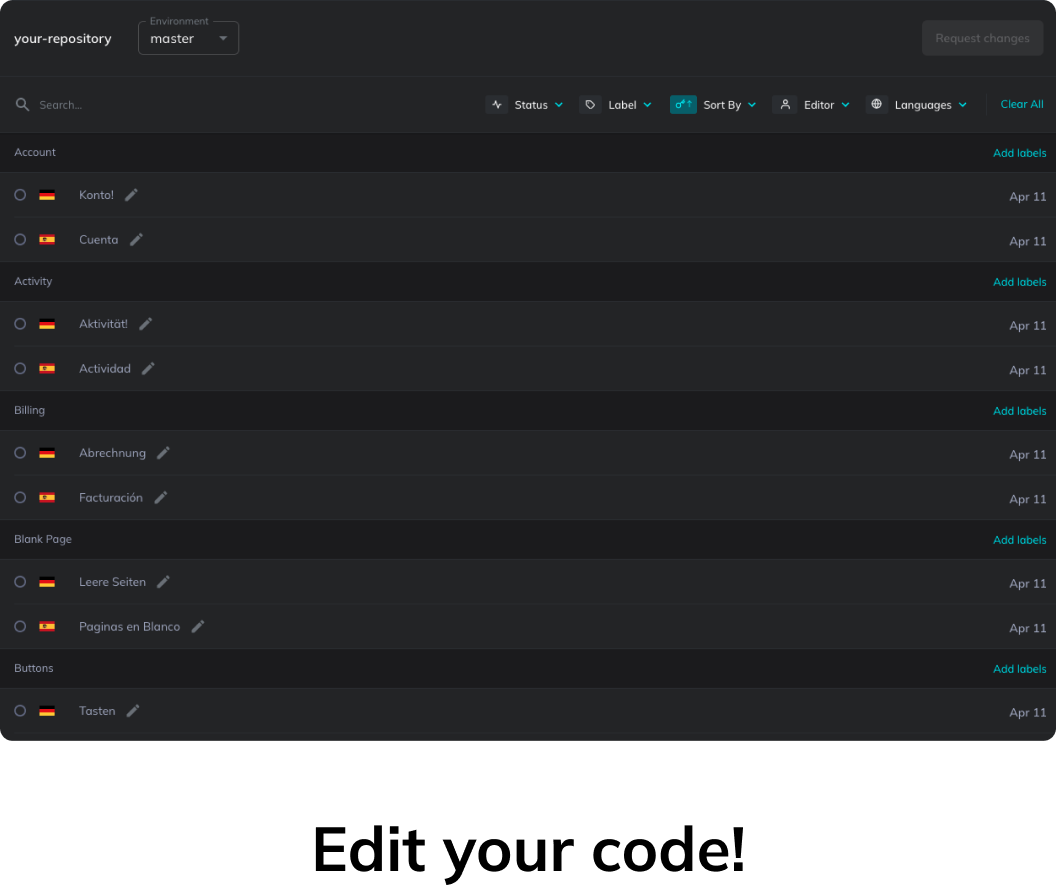 Environment
your-repository master Request changes
Search... Status Label Sort By Editor Languages Clear All
Account Add labels
Konto! Apr 11
Cuenta Apr 11
Activity Add labels
Aktivität! Apr 11
Actividad Apr 11
Billing Add labels
Abrechnung Apr 11
Facturación Apr 11
Blank Page Add labels
Leere Seiten Apr 11
Paginas en Blanco Apr 11
Buttons Add labels
Tasten Apr 11
Edit your code!